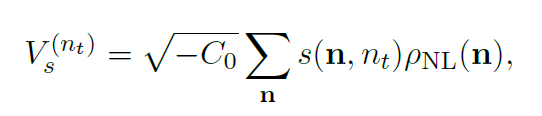 $V_s^{(n_t)} = \sqrt{-C_0} \sum_{\mathbf{n}} s(\mathbf{n}, n_t) \rho_{\mathrm{NL}}(\mathbf{n}),$